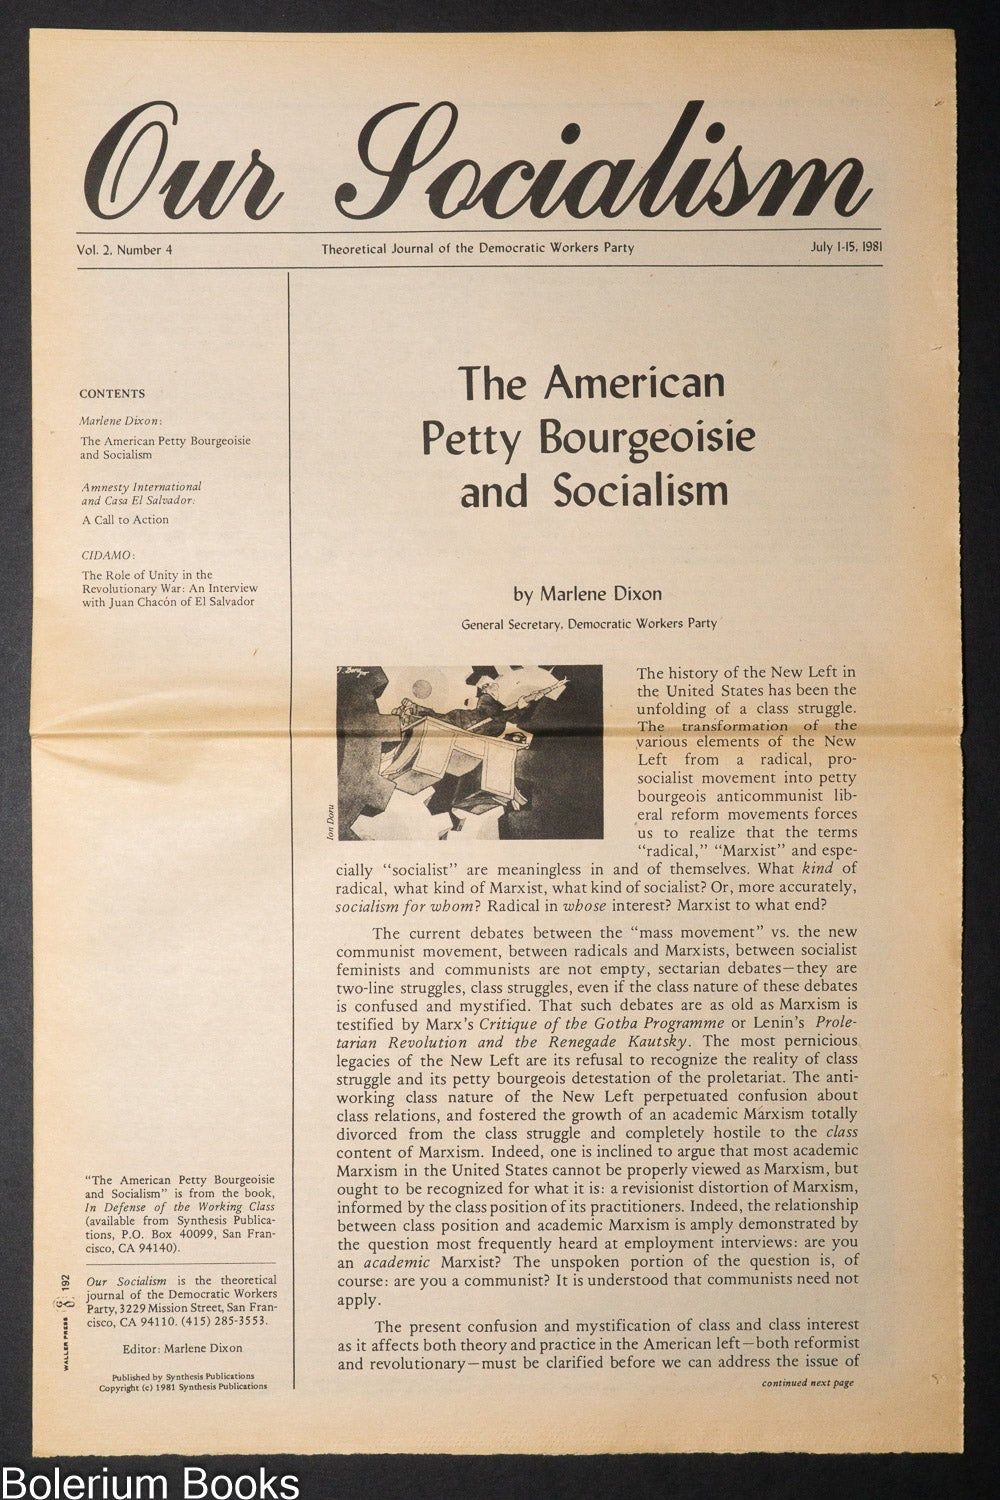 Our Socialism
Vol. 2, Number 4
Theoretical Journal of the Democratic Workers Party
July 1-15, 1981
CONTENTS
Marlene Dixon:
The American Petty Bourgeoisie
and Socialism
Amnesty International
and Casa El Salvador:
A Call to Action
CIDAMO:
The Role of Unity in the
Revolutionary War: An Interview
with Juan Chacón of El Salvador
"The American Petty Bourgeoisie
and Socialism" is from the book,
In Defense of the Working Class
(available from Synthesis Publica-
tions, P.O. Box 40099, San Fran-
cisco, CA 94140).
Our Socialism is the theoretical
journal of the Democratic Workers
Party, 3229 Mission Street, San Fran-
cisco, CA 94110. (415) 285-3553.
Editor: Marlene Dixon
Published by Synthesis Publications
Copyright (c) 1981 Synthesis Publications
WALLER PRESS 192
The American
Petty Bourgeoisie
and Socialism
by Marlene Dixon
General Secretary, Democratic Workers Party
Ion Doru
The history of the New Left in
the United States has been the
unfolding of a class struggle.
The transformation of the
various elements of the New
Left from a radical, pro-
socialist movement into petty
bourgeois anticommunist lib-
eral reform movements forces
us to realize that the terms
"radical," "Marxist" and espe-
cially "socialist" are meaningless in and of themselves. What kind of
radical, what kind of Marxist, what kind of socialist? Or, more accurately,
socialism for whom? Radical in whose interest? Marxist to what end?
The current debates between the "mass movement" vs. the new
communist movement, between radicals and Marxists, between socialist
feminists and communists are not empty, sectarian debates—they are
two-line struggles, class struggles, even if the class nature of these debates
is confused and mystified. That such debates are as old as Marxism is
testified by Marx's Critique of the Gotha Programme or Lenin's Prole-
tarian Revolution and the Renegade Kautsky. The most pernicious
legacies of the New Left are its refusal to recognize the reality of class
struggle and its petty bourgeois detestation of the proletariat. The anti-
working class nature of the New Left perpetuated confusion about
class relations, and fostered the growth of an academic Marxism totally
divorced from the class struggle and completely hostile to the class
content of Marxism. Indeed, one is inclined to argue that most academic
Marxism in the United States cannot be properly viewed as Marxism, but
ought to be recognized for what it is: a revisionist distortion of Marxism,
informed by the class position of its practitioners. Indeed, the relationship
between class position and academic Marxism is amply demonstrated by
the question most frequently heard at employment interviews: are you
an academic Marxist? The unspoken portion of the question is, of
course: are you a communist? It is understood that communists need not
apply.
The present confusion and mystification of class and class interest
as it affects both theory and practice in the American left—both reformist
and revolutionary—must be clarified before we can address the issue of
continued next page
Bolerium Books